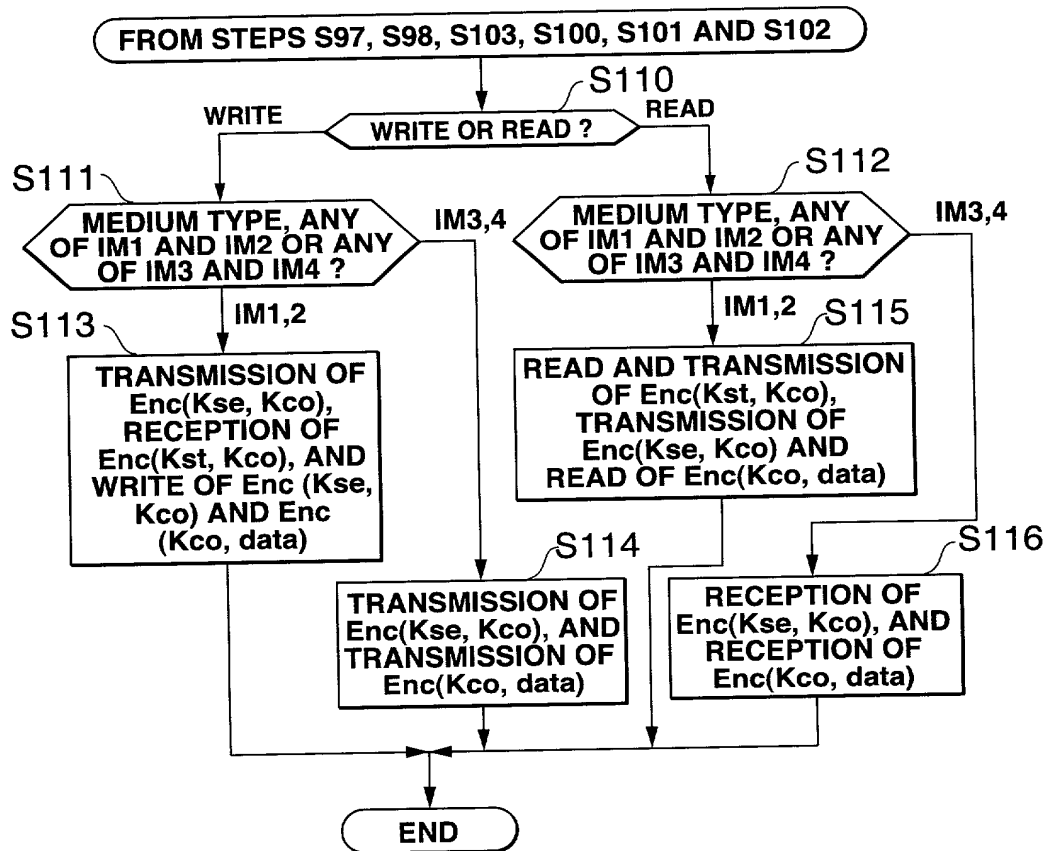 FROM STEPS S97, S98, S103, S100, S101 AND S102
S110
WRITE
WRITE OR READ ?
READ
S111
MEDIUM TYPE, ANY
OF IM1 AND IM2 OR ANY
OF IM3 AND IM4 ?
IM3,4
IM1,2
S112
MEDIUM TYPE, ANY
OF IM1 AND IM2 OR ANY
OF IM3 AND IM4 ?
IM3,4
IM1,2
S113
TRANSMISSION OF
Enc(Kse, Kco),
RECEPTION OF
Enc(Kst, Kco), AND
WRITE OF Enc (Kse,
Kco) AND Enc
(Kco, data)
S115
READ AND TRANSMISSION
OF Enc(Kst, Kco),
TRANSMISSION OF
Enc(Kse, Kco) AND
READ OF Enc(Kco, data)
S114
TRANSMISSION OF
Enc(Kse, Kco), AND
TRANSMISSION OF
Enc(Kco, data)
S116
RECEPTION OF
Enc(Kse, Kco), AND
RECEPTION OF
Enc(Kco, data)
END